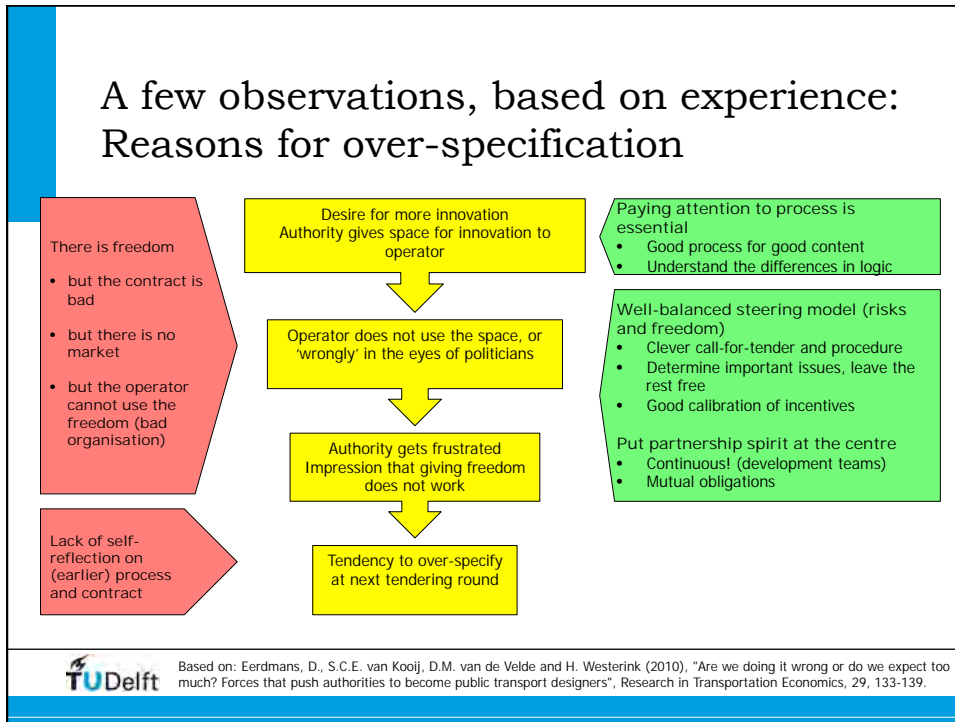 A few observations, based on experience:
Reasons for over-specification
There is freedom
• but the contract is
bad
• but there is no
market
• but the operator
cannot use the
freedom (bad
organisation)
Lack of self-
reflection on
(earlier) process
and contract
Desire for more innovation
Authority gives space for innovation to
operator
Operator does not use the space, or
‘wrongly’ in the eyes of politicians
Authority gets frustrated
Impression that giving freedom
does not work
Tendency to over-specify
at next tendering round
Paying attention to process is
essential
• Good process for good content
• Understand the differences in logic
Well-balanced steering model (risks
and freedom)
• Clever call-for-tender and procedure
• Determine important issues, leave the
rest free
• Good calibration of incentives
Put partnership spirit at the centre
• Continuous! (development teams)
• Mutual obligations
TUDelft
Based on: Eerdmans, D., S.C.E. van Kooij, D.M. van de Velde and H. Westerink (2010), "Are we doing it wrong or do we expect too
much? Forces that push authorities to become public transport designers", Research in Transportation Economics, 29, 133-139.